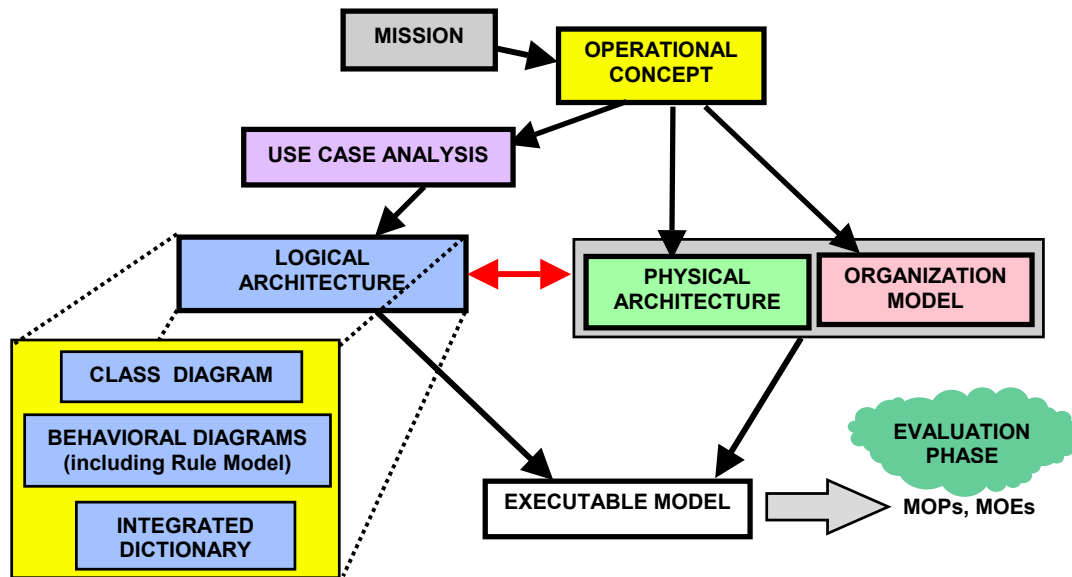 MISSION
OPERATIONAL
CONCEPT
USE CASE ANALYSIS
LOGICAL
ARCHITECTURE
PHYSICAL
ARCHITECTURE
ORGANIZATION
MODEL
CLASS DIAGRAM
BEHAVIORAL DIAGRAMS
(including Rule Model)
INTEGRATED
DICTIONARY
EXECUTABLE MODEL
EVALUATION
PHASE
MOPs, MOEs